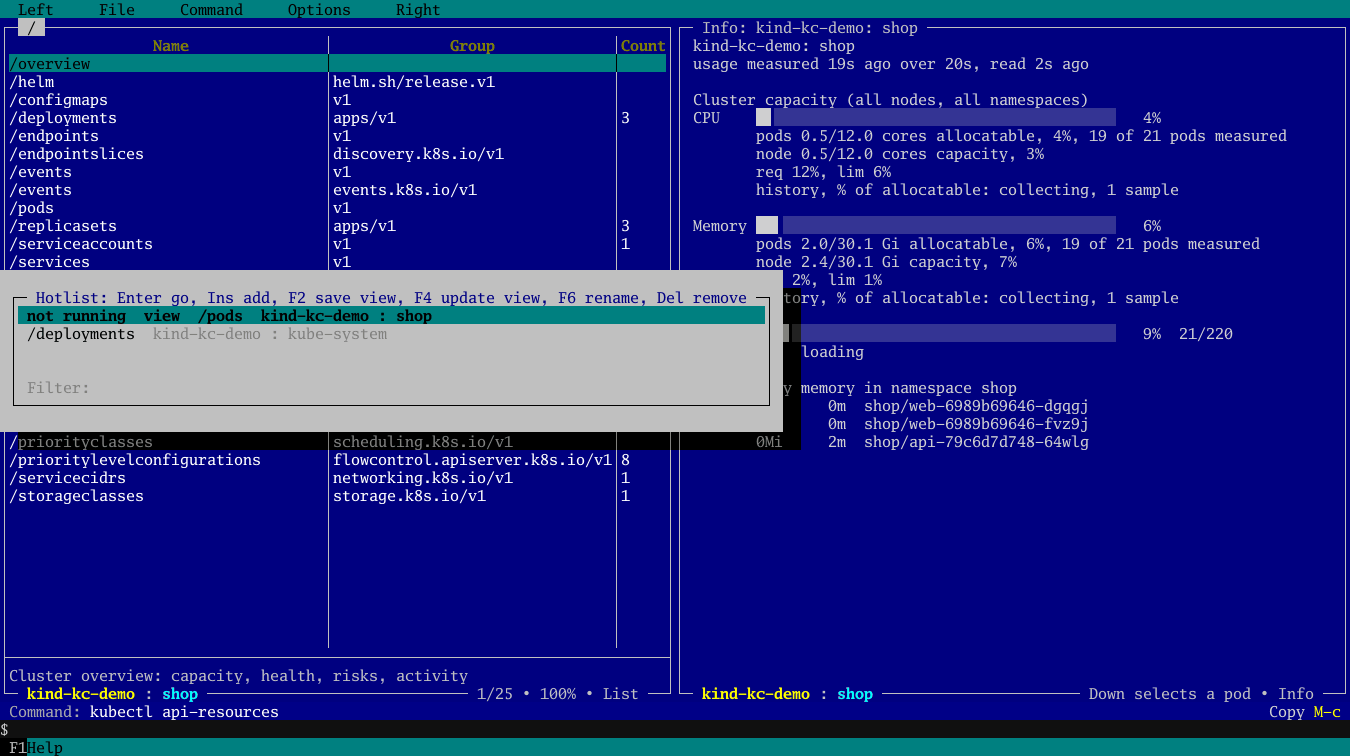 Left File Command Options Right
/
Name Group Count
/overview
/helm helm.sh/release.v1
/configmaps v1
/deployments apps/v1 3
/endpoints v1
/endpointslices discovery.k8s.io/v1
/events v1
/events events.k8s.io/v1
/pods v1
/replicasets apps/v1 3
/serviceaccounts v1 1
/services v1
Hotlist: Enter go, Ins add, F2 save view, F4 update view, F6 rename, Del remove
not running view /pods kind-kc-demo : shop
/deployments kind-kc-demo : kube-system
Filter:
/priorityclasses scheduling.k8s.io/v1
/prioritylevelconfigurations flowcontrol.apiserver.k8s.io/v1 8
/servicecidrs networking.k8s.io/v1 1
/storageclasses storage.k8s.io/v1 1
Cluster overview: capacity, health, risks, activity
kind-kc-demo : shop 1/25 • 100% • List
Info: kind-kc-demo: shop
kind-kc-demo: shop
usage measured 19s ago over 20s, read 2s ago
Cluster capacity (all nodes, all namespaces)
CPU 4%
pods 0.5/12.0 cores allocatable, 4%, 19 of 21 pods measured
node 0.5/12.0 cores capacity, 3%
req 12%, lim 6%
history, % of allocatable: collecting, 1 sample
Memory 6%
pods 2.0/30.1 Gi allocatable, 6%, 19 of 21 pods measured
node 2.4/30.1 Gi capacity, 7%
2%, lim 1%
tory, % of allocatable: collecting, 1 sample
9% 21/220
loading
y memory in namespace shop
0m shop/web-6989b69646-dgqgj
0m shop/web-6989b69646-fvz9j
0Mi 2m shop/api-79c6d7d748-64wlg
kind-kc-demo : shop Down selects a pod • Info
Command: kubectl api-resources Copy M-c
$
F1Help